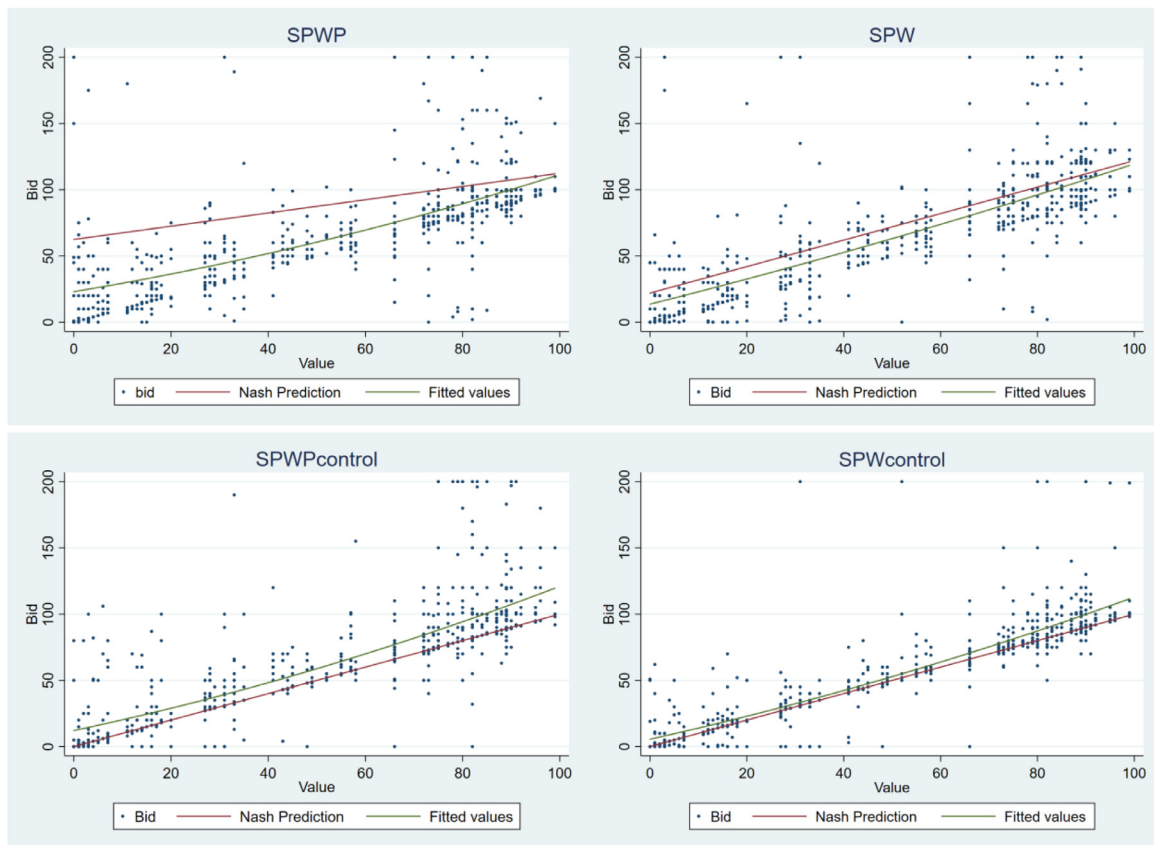 SPWP
200
150
100
50
0
Bid
0 20 40 60 80 100
Value
bid Nash Prediction Fitted values
SPW
200
150
100
50
0
Bid
0 20 40 60 80 100
Value
Bid Nash Prediction Fitted values
SPWPcontrol
200
150
100
50
0
Bid
0 20 40 60 80 100
Value
Bid Nash Prediction Fitted values
SPWcontrol
200
150
100
50
0
Bid
0 20 40 60 80 100
Value
Bid Nash Prediction Fitted values